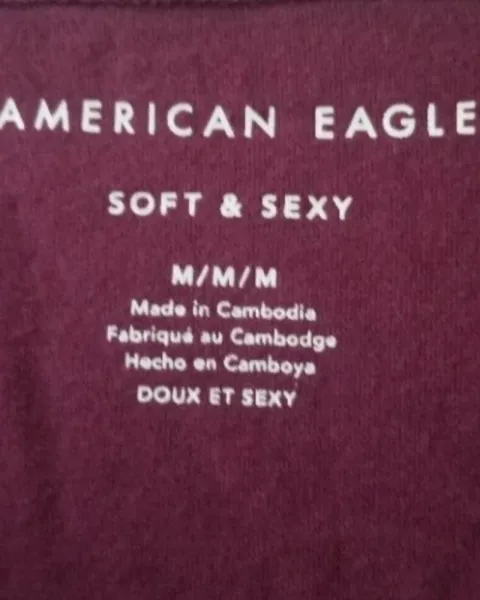 AMERICAN EAGLE
SOFT & SEXY
M/M/M
Made in Cambodia
Fabriqué au Cambodge
Hecho en Camboya
DOUX ET SEXY